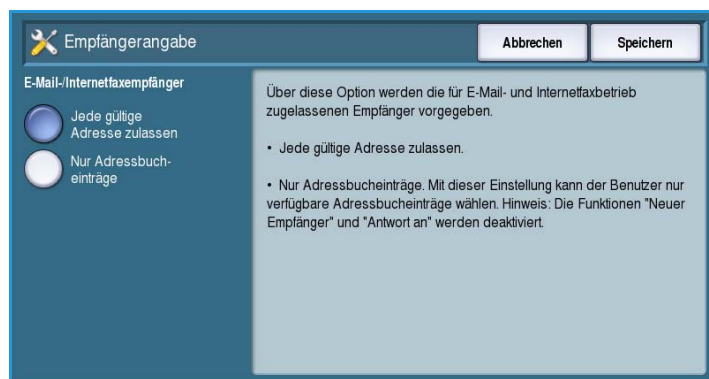 Empfängerangabe
Abbrechen
Speichern
E-Mail-/Internetfaxempfänger
Jede gültige
Adresse zulassen
Nur Adressbuch-
einträge
Über diese Option werden die für E-Mail- und Internetfaxbetrieb
zugelassenen Empfänger vorgegeben.
• Jede gültige Adresse zulassen.
• Nur Adressbucheinträge. Mit dieser Einstellung kann der Benutzer nur
verfügbare Adressbucheinträge wählen. Hinweis: Die Funktionen "Neuer
Empfänger" und "Antwort an" werden deaktiviert.